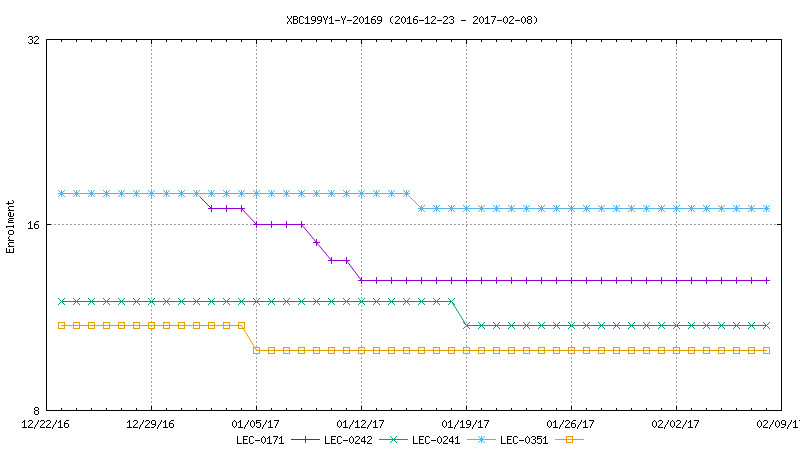 XBC199Y1-Y-20169 (2016-12-23 - 2017-02-08)
32
Enrolment
16
8
12/22/16 12/29/16 01/05/17 01/12/17 01/19/17 01/26/17 02/02/17 02/09/1
LEC-0171 LEC-0242 LEC-0241 LEC-0351